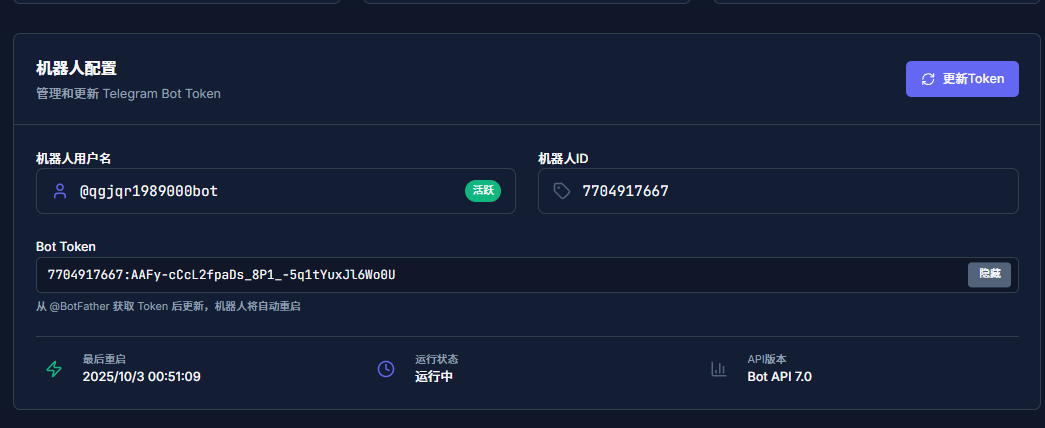 机器人配置
管理和更新 Telegram Bot Token
更新Token
机器人用户名
机器人ID
@qgjqr1989000bot
活跃
7704917667
Bot Token
7704917667:AAFy-cCcL2fpaDs_8P1_-5q1tYuxJl6Wo0U
隐藏
从 @BotFather 获取 Token 后更新，机器人将自动重启
最后重启
2025/10/3 00:51:09
运行状态
运行中
API版本
Bot API 7.0